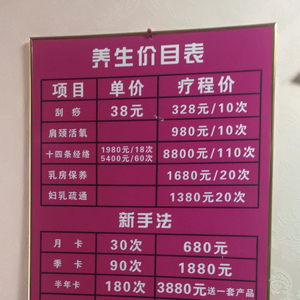 养生价目表
项目 单价 疗程价
刮痧 38元 328元/10次
肩颈活氧 980元/10次
十四条经络 1980元/18次 8800元/110次
5400元/60次
乳房保养 1680元/20次
妇乳疏通 1380元20次
新手法
月卡 30次 680元
季卡 90次 1880元
半年卡 180次 3880元送一套产品